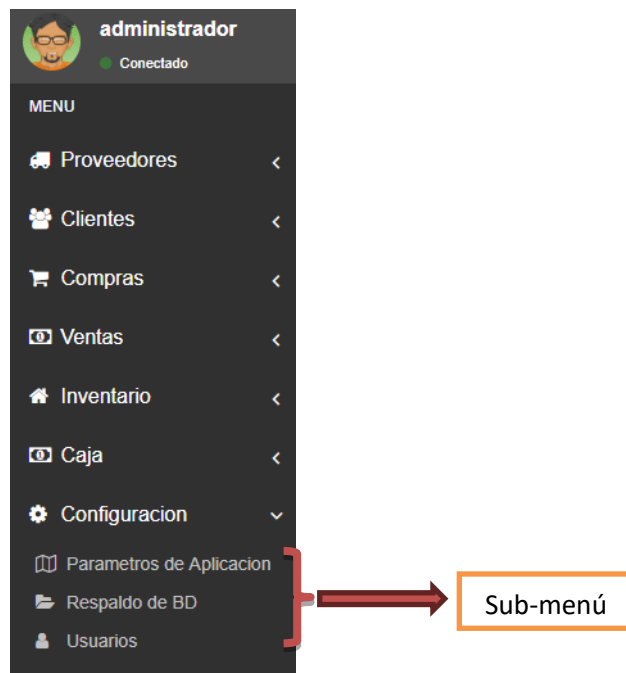 administrador
Conectado
MENU
Proveedores
Clientes
Compras
Ventas
Inventario
Caja
Configuracion
Parametros de Aplicacion
Respaldo de BD
Usuarios
Sub-menú